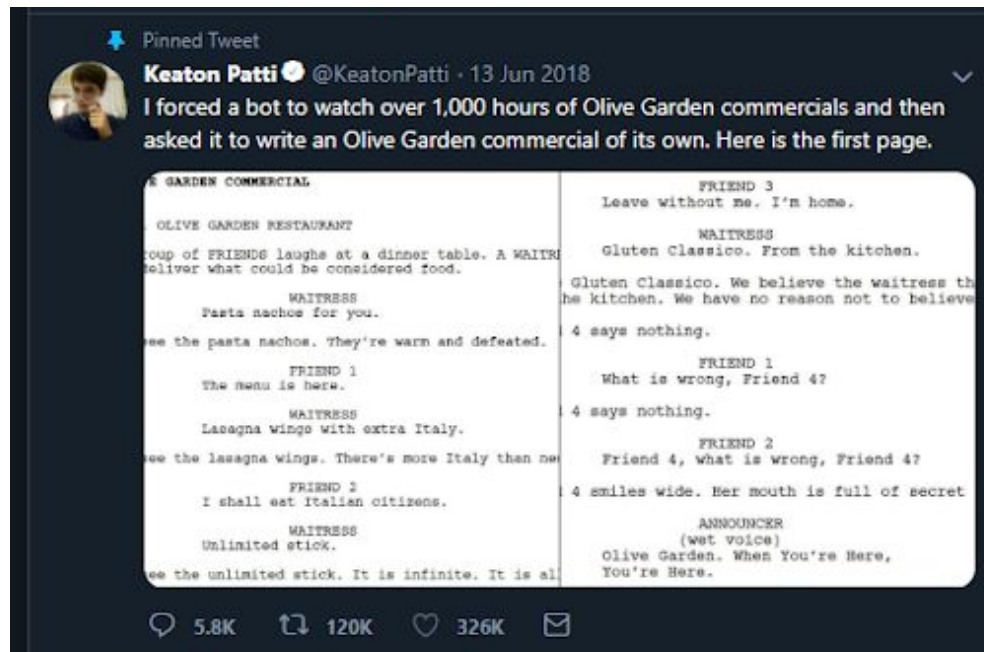 Pinned Tweet
Keaton Patti @KeatonPatti · 13 Jun 2018
I forced a bot to watch over 1,000 hours of Olive Garden commercials and then
asked it to write an Olive Garden commercial of its own. Here is the first page.
E GARDEN COMMERCIAL
OLIVE GARDEN RESTAURANT
roup of FRIENDS laughs at a dinner table. A WAITR
deliver what could be considered food.
WAITRESS
Pasta nachos for you.
see the pasta nachos. They're warm and defeated.
FRIEND 1
The menu is here.
WAITRESS
Lasagna wings with extra Italy.
see the lasagna wings. There's more Italy than ne
FRIEND 2
I shall eat Italian citizens.
WAITRESS
Unlimited stick.
see the unlimited stick. It is infinite. It is al
FRIEND 3
Leave without me. I'm home.
WAITRESS
Gluten Classico. From the kitchen.
Gluten Classico. We believe the waitress th
he kitchen. We have no reason not to believe
4 says nothing.
FRIEND 1
What is wrong, Friend 4?
4 says nothing.
FRIEND 2
Friend 4, what is wrong, Friend 4?
4 smiles wide. Her mouth is full of secret
ANNOUNCER
(wet voice)
Olive Garden. When You're Here,
You're Here.
5.8K 120K 326K